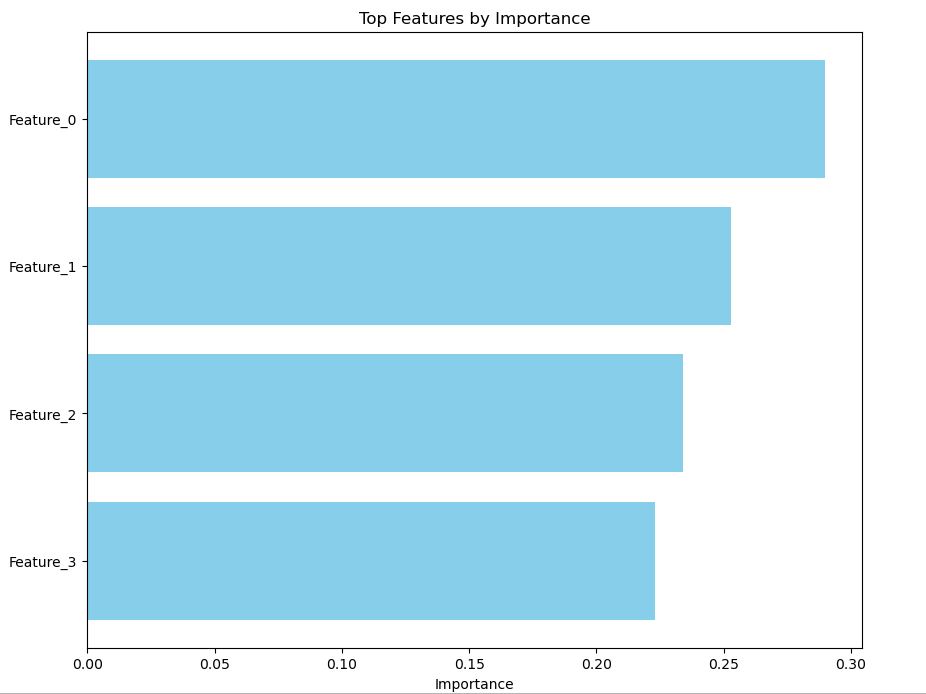 Top Features by Importance
Feature_0
Feature_1
Feature_2
Feature_3
0.00 0.05 0.10 0.15 0.20 0.25 0.30
Importance